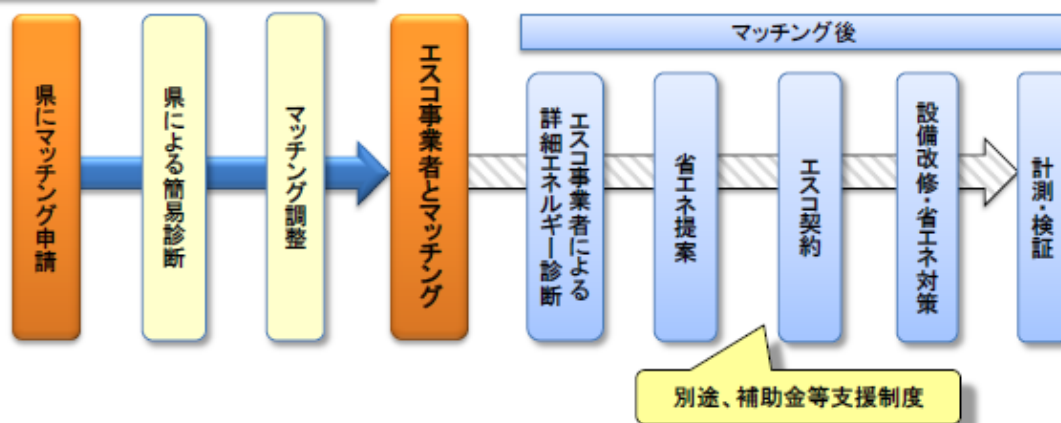 県にマッチング申請
県による簡易診断
マッチング調整
エスコ事業者とマッチング
マッチング後
エスコ事業者による
詳細エネルギー診断
省エネ提案
エスコ契約
設備改修・省エネ対策
計測・検証
別途、補助金等支援制度